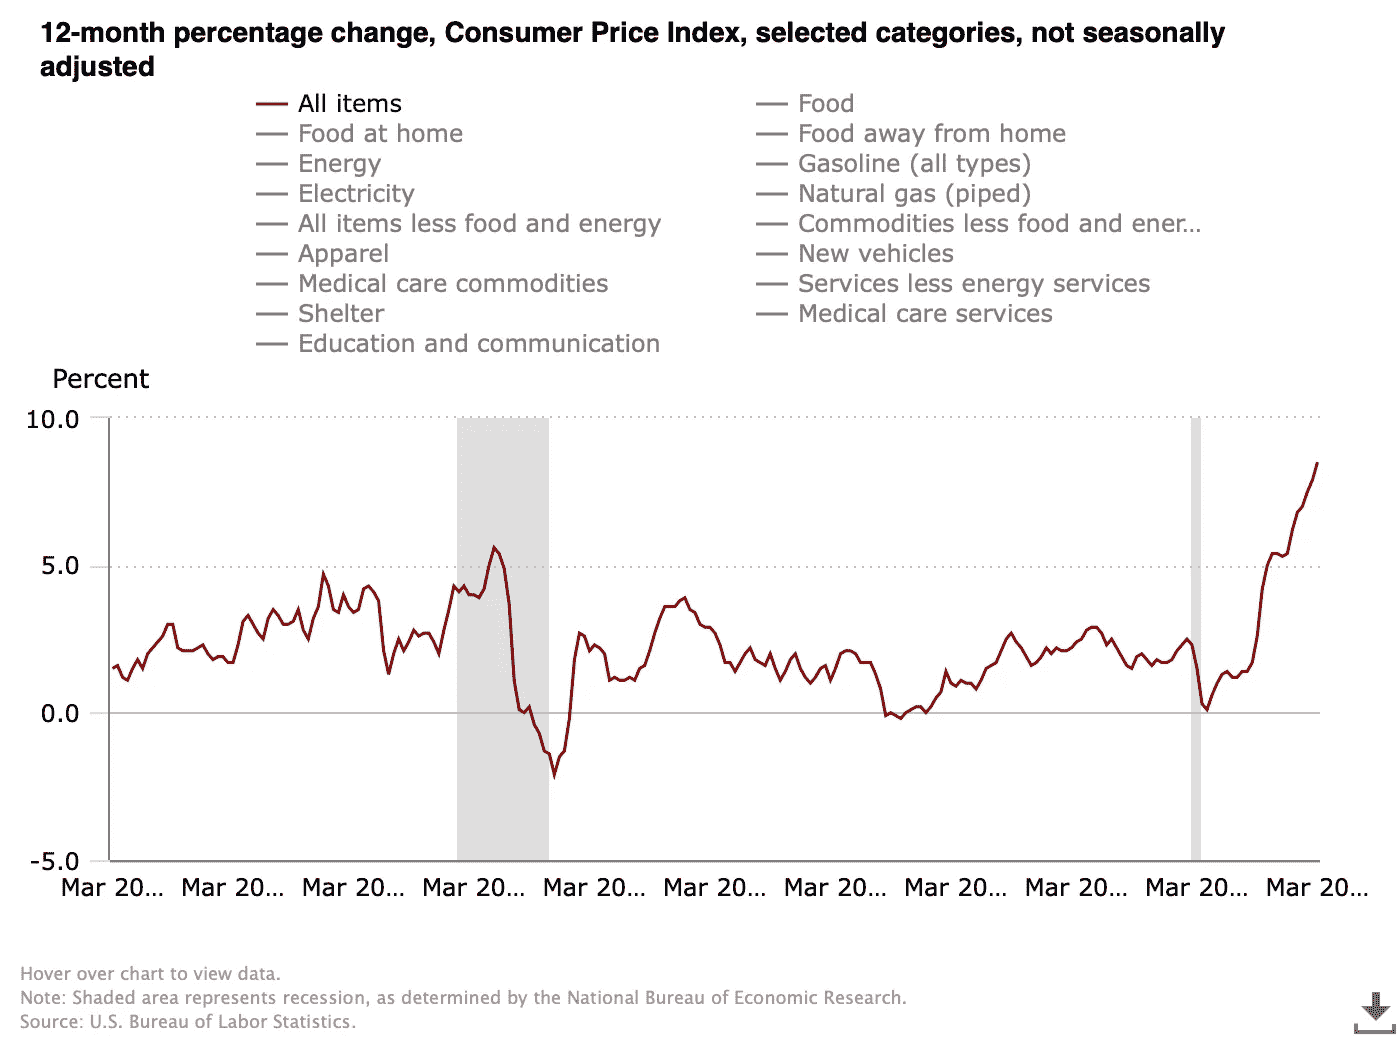 12-month percentage change, Consumer Price Index, selected categories, not seasonally
adjusted
All items
Food
Food at home
Food away from home
Energy
Gasoline (all types)
Electricity
Natural gas (piped)
All items less food and energy
Commodities less food and ener...
Apparel
New vehicles
Medical care commodities
Services less energy services
Shelter
Medical care services
Education and communication
Percent
10.0
5.0
0.0
-5.0
Mar 20... Mar 20... Mar 20... Mar 20... Mar 20... Mar 20... Mar 20... Mar 20... Mar 20... Mar 20... Mar 20...
Hover over chart to view data.
Note: Shaded area represents recession, as determined by the National Bureau of Economic Research.
Source: U.S. Bureau of Labor Statistics.